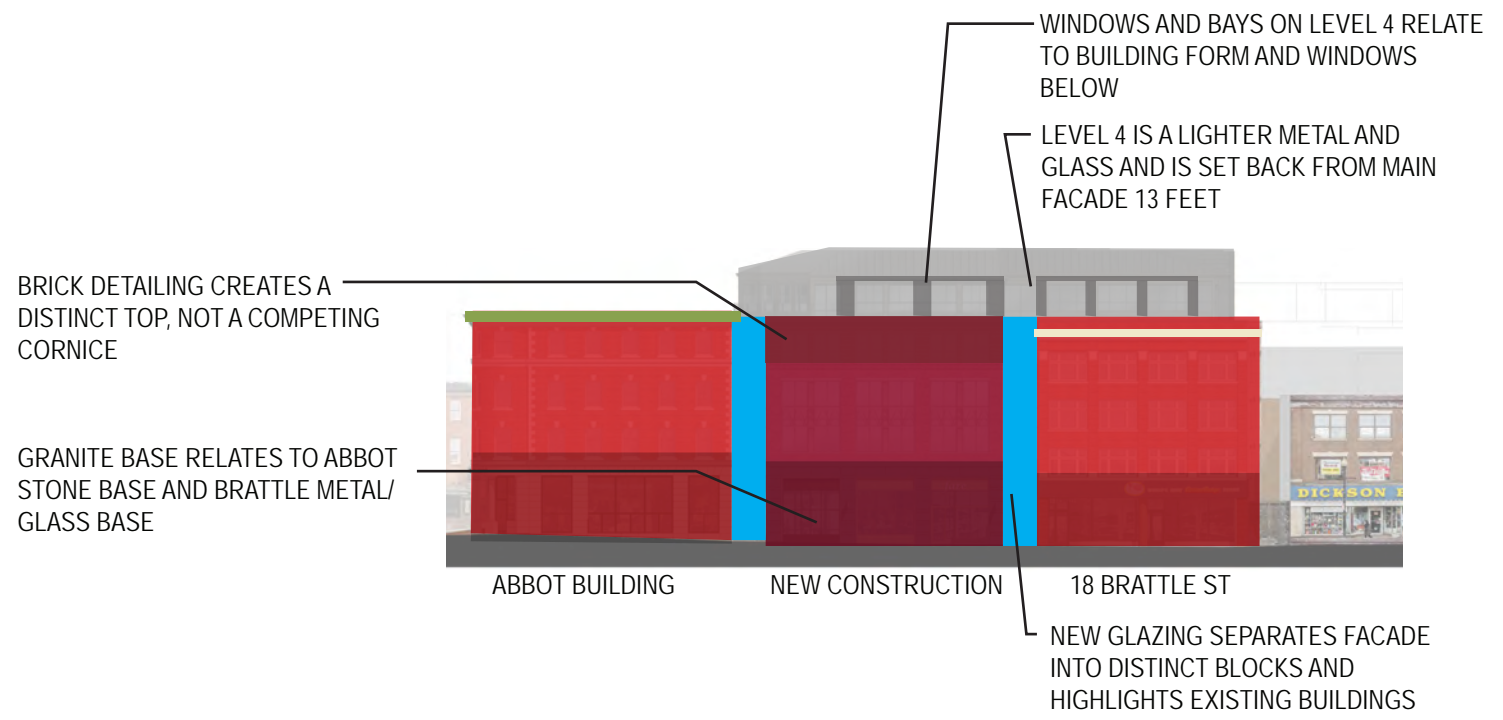 WINDOWS AND BAYS ON LEVEL 4 RELATE
TO BUILDING FORM AND WINDOWS
BELOW
LEVEL 4 IS A LIGHTER METAL AND
GLASS AND IS SET BACK FROM MAIN
FACADE 13 FEET
BRICK DETAILING CREATES A
DISTINCT TOP, NOT A COMPETING
CORNICE
GRANITE BASE RELATES TO ABBOT
STONE BASE AND BRATTLE METAL/
GLASS BASE
DICKSON
ABBOT BUILDING
NEW CONSTRUCTION
18 BRATTLE ST
NEW GLAZING SEPARATES FACADE
INTO DISTINCT BLOCKS AND
HIGHLIGHTS EXISTING BUILDINGS